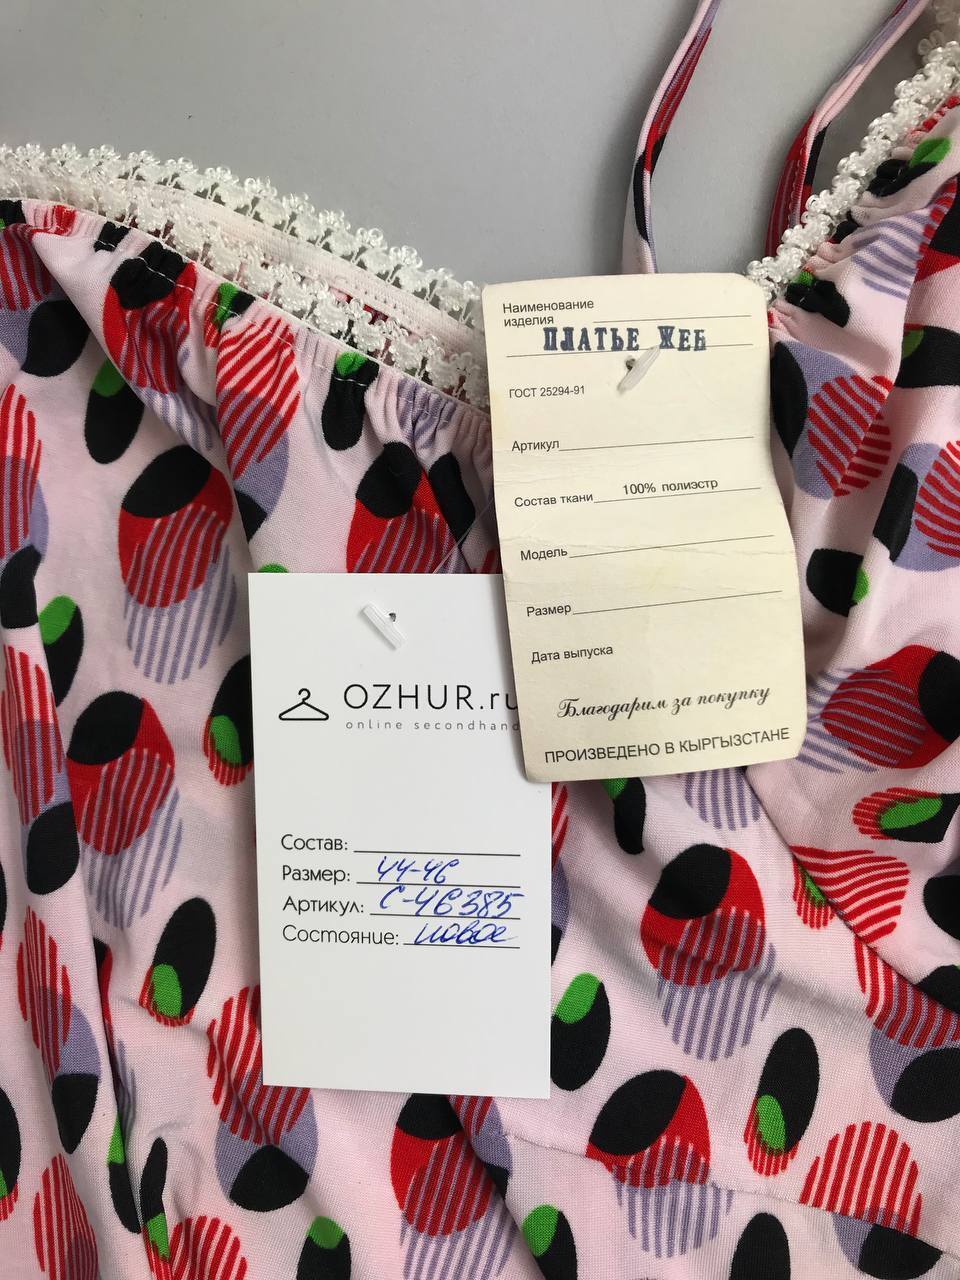 Наименование
изделия
ПЛАТЬЕ ЖЕБ
ГОСТ 25294-91
Артикул
Состав ткани 100% полиэстр
Модель
Размер
Дата выпуска
Благодарим за покупку
ПРОИЗВЕДЕНО В КЫРГЫЗСТАНЕ
OZHUR.ru
online secondhand
Состав:
Размер: 44-46
Артикул: С-46385
Состояние: новое